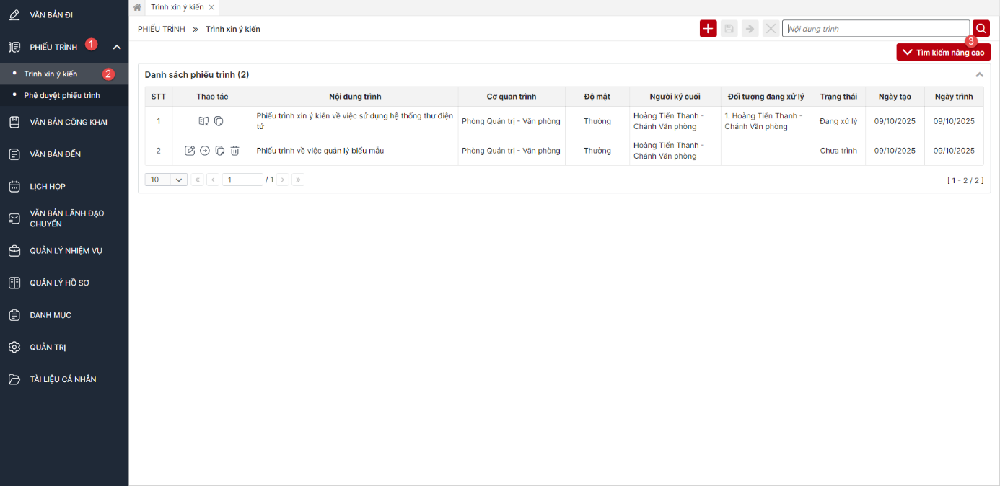 VĂN BẢN ĐI
PHIẾU TRÌNH 1
Trình xin ý kiến 2
Phê duyệt phiếu trình
VĂN BẢN CÔNG KHAI
VĂN BẢN ĐẾN
LỊCH HỌP
VĂN BẢN LÃNH ĐẠO
CHUYỂN
QUẢN LÝ NHIỆM VỤ
QUẢN LÝ HỒ SƠ
DANH MỤC
QUẢN TRỊ
TÀI LIỆU CÁ NHÂN
Trình xin ý kiến
PHIẾU TRÌNH » Trình xin ý kiến
Nội dung trình
3
Tìm kiếm nâng cao
Danh sách phiếu trình (2)
STT Thao tác Nội dung trình Cơ quan trình Độ mật Người ký cuối Đối tượng đang xử lý Trạng thái Ngày tạo Ngày trình
1 Phiếu trình xin ý kiến về việc sử dụng hệ thống thư điện Phòng Quản trị - Văn phòng Thường Hoàng Tiến Thanh - 1. Hoàng Tiến Thanh - Đang xử lý 09/10/2025 09/10/2025
tử Chánh Văn phòng Chánh Văn phòng
2 Phiếu trình về việc quản lý biểu mẫu Phòng Quản trị - Văn phòng Thường Hoàng Tiến Thanh - Chưa trình 09/10/2025 09/10/2025
Chánh Văn phòng
10 « ‹ 1 / 1 › » [ 1 - 2 / 2 ]